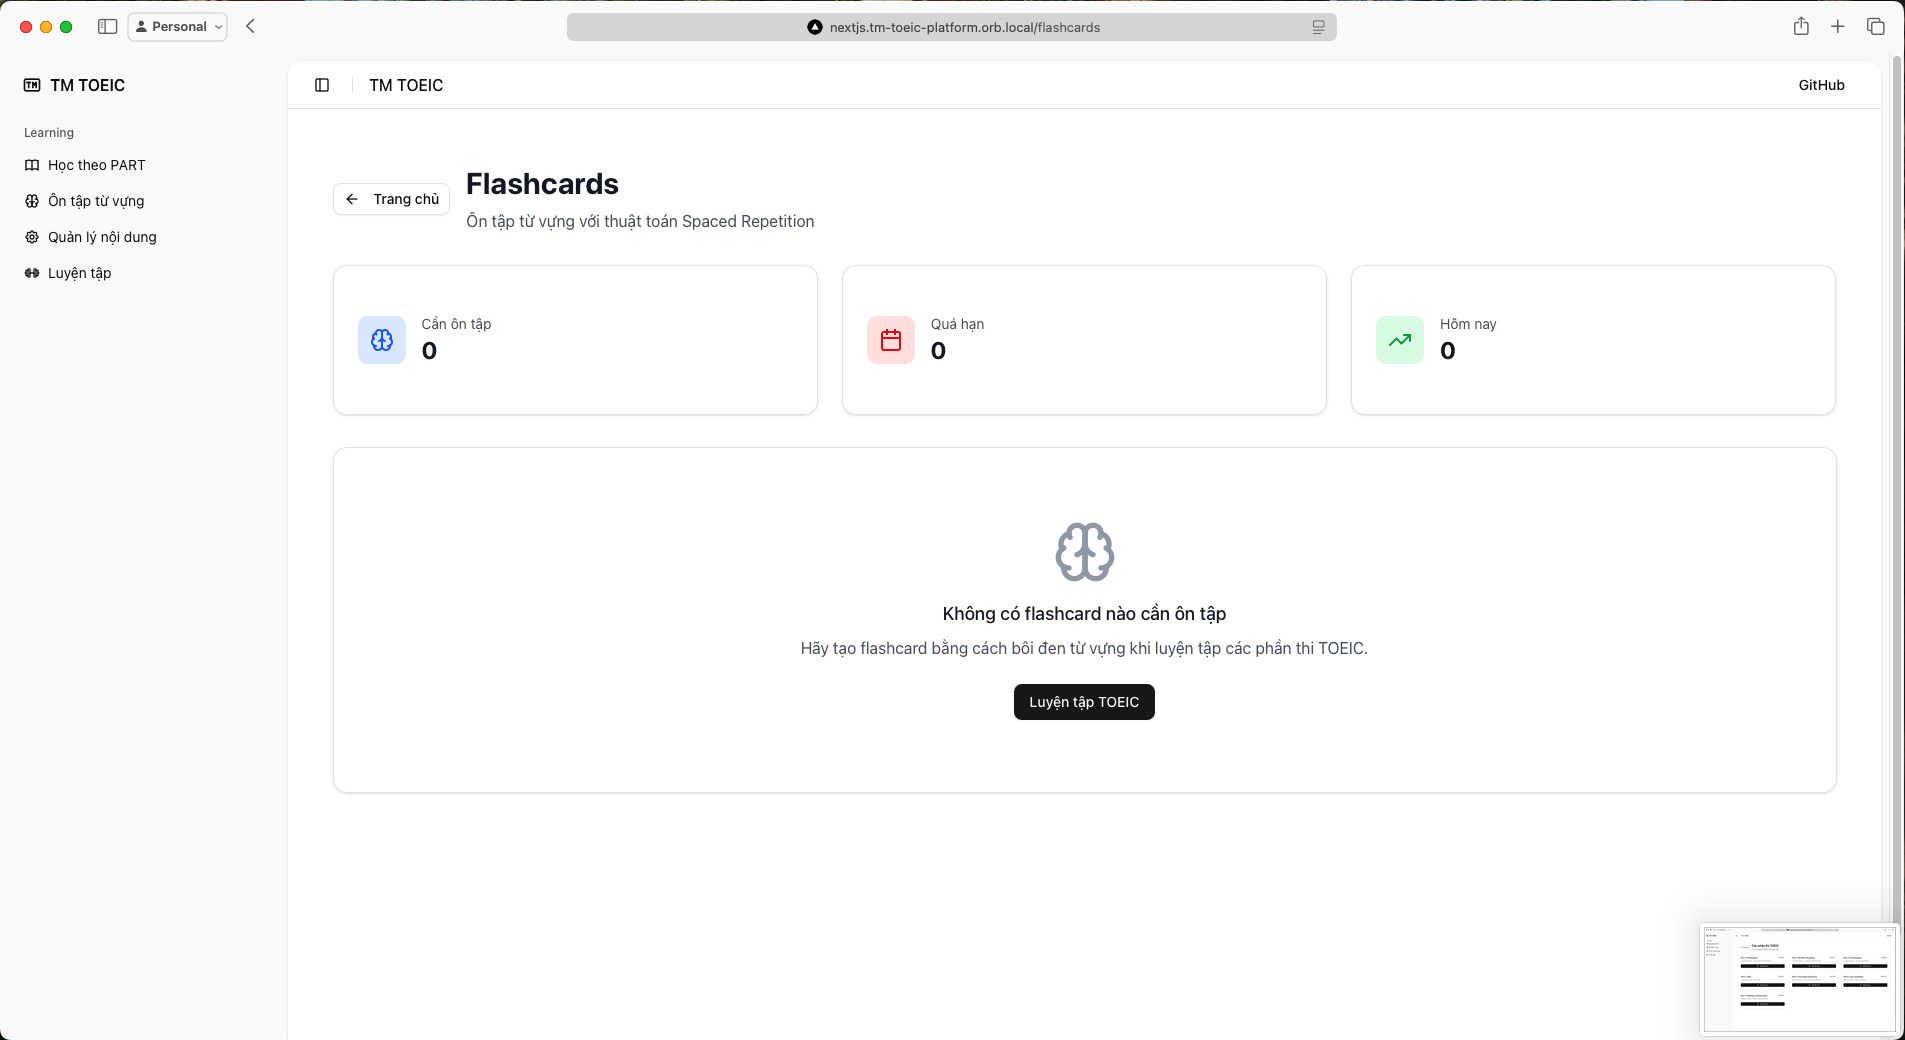 Personal
nextjs.tm-toeic-platform.orb.local/flashcards
TM TOEIC
Learning
Học theo PART
Ôn tập từ vựng
Quản lý nội dung
Luyện tập
TM TOEIC
GitHub
Trang chủ
Flashcards
Ôn tập từ vựng với thuật toán Spaced Repetition
Cần ôn tập
0
Quá hạn
0
Hôm nay
0
Không có flashcard nào cần ôn tập
Hãy tạo flashcard bằng cách bôi đen từ vựng khi luyện tập các phần thi TOEIC.
Luyện tập TOEIC